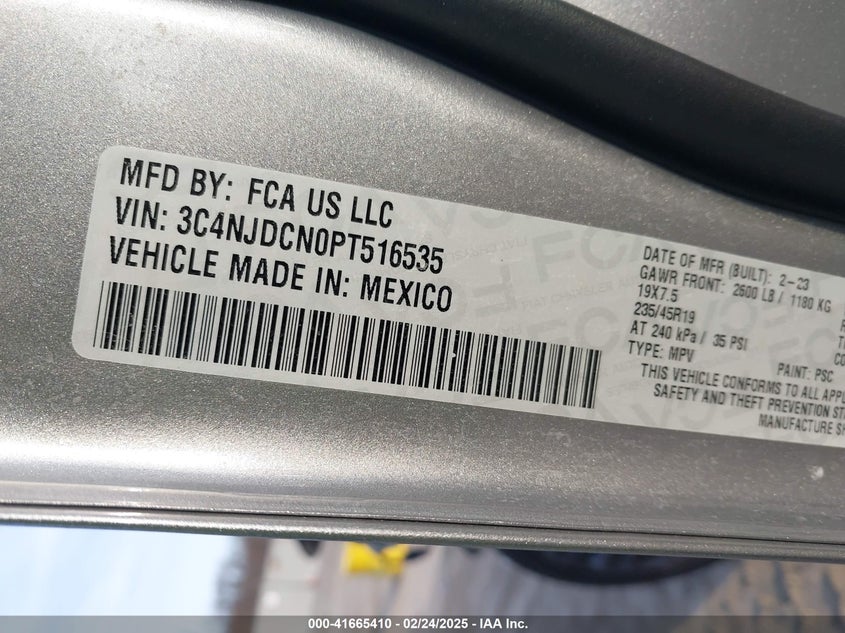 MFD BY: FCA US LLC
VIN: 3C4NJDCN0PT516535
VEHICLE MADE IN: MEXICO
DATE OF MFR (BUILT): 2-23
GAWR FRONT: 2600 LB / 1180 KG
19X7.5
235/45R19
AT 240 kPa / 35 PSI
TYPE: MPV
PAINT: PSC
THIS VEHICLE CONFORMS TO ALL
SAFETY AND THEFT PREVENTION
MANUFACTURE
000-41665410 - 02/24/2025 - IAA Inc.